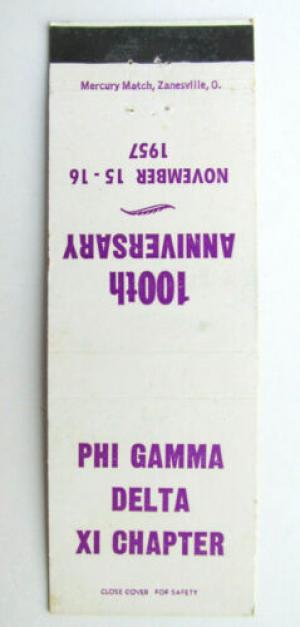 Mercury Match, Zanesville, O.
100th
ANNIVERSARY
NOVEMBER 15 - 16
1957
PHI GAMMA
DELTA
XI CHAPTER
CLOSE COVER FOR SAFETY